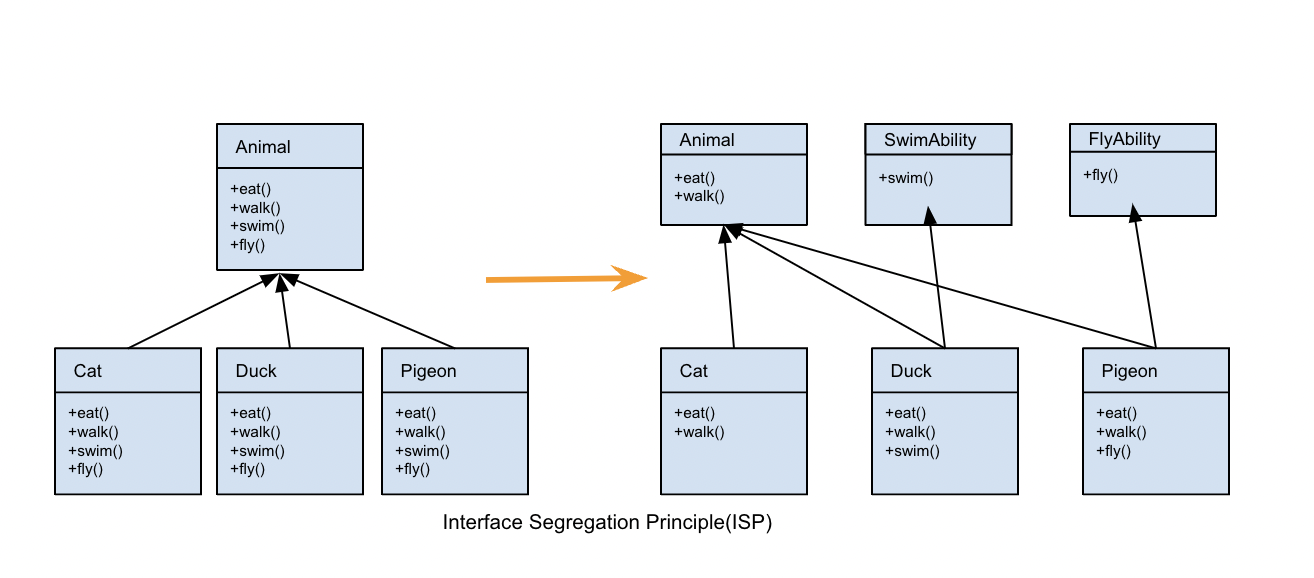 Animal
+eat()
+walk()
+swim()
+fly()
Cat
+eat()
+walk()
+swim()
+fly()
Duck
+eat()
+walk()
+swim()
+fly()
Pigeon
+eat()
+walk()
+swim()
+fly()
Animal
+eat()
+walk()
SwimAbility
+swim()
FlyAbility
+fly()
Cat
+eat()
+walk()
Duck
+eat()
+walk()
+swim()
Pigeon
+eat()
+walk()
+fly()
Interface Segregation Principle(ISP)